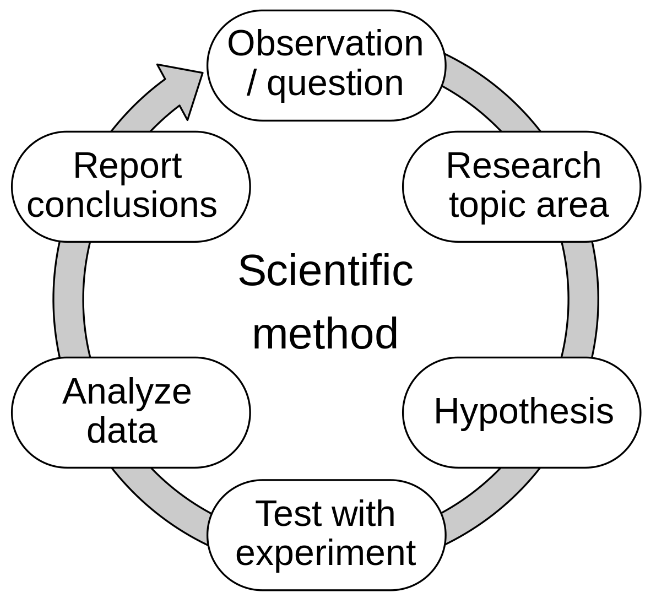 Observation
/ question
Research
topic area
Hypothesis
Test with
experiment
Analyze
data
Report
conclusions
Scientific
method